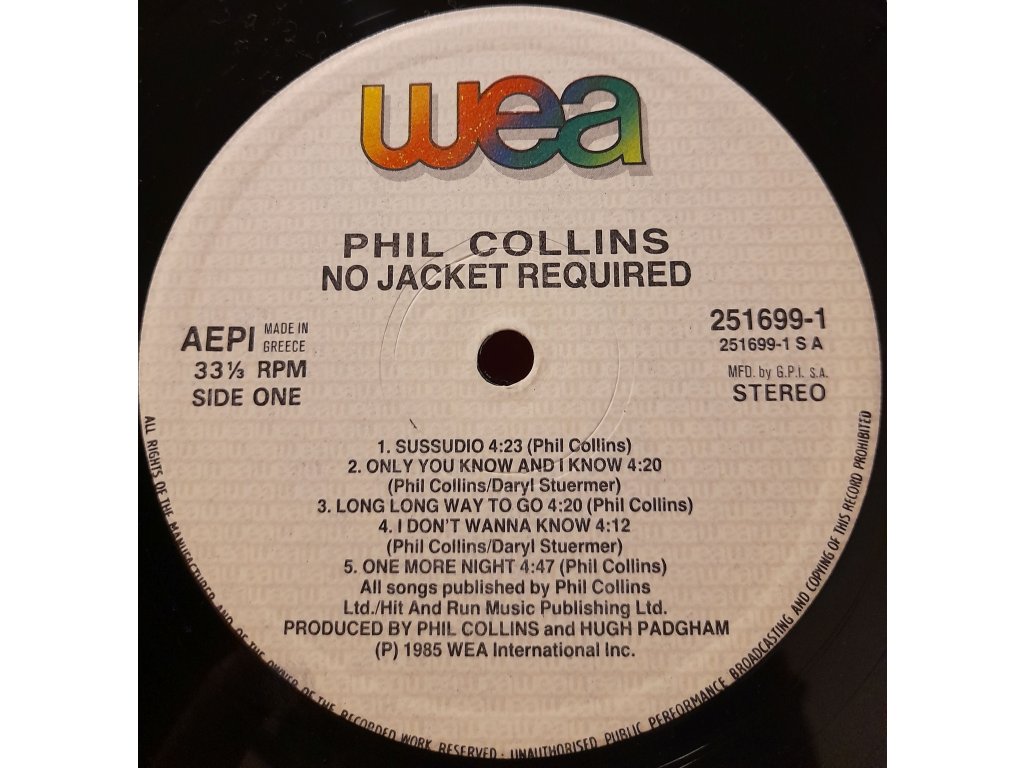 wea
PHIL COLLINS
NO JACKET REQUIRED
AEPI MADE IN GREECE
33⅓ RPM
SIDE ONE
251699-1
251699-1 S A
MFD. by G.P.I. S.A.
STEREO
1. SUSSUDIO 4:23 (Phil Collins)
2. ONLY YOU KNOW AND I KNOW 4:20
(Phil Collins/Daryl Stuermer)
3. LONG LONG WAY TO GO 4:20 (Phil Collins)
4. I DON'T WANNA KNOW 4:12
(Phil Collins/Daryl Stuermer)
5. ONE MORE NIGHT 4:47 (Phil Collins)
All songs published by Phil Collins
Ltd./Hit And Run Music Publishing Ltd.
PRODUCED BY PHIL COLLINS and HUGH PADGHAM
(P) 1985 WEA International Inc.
ALL RIGHTS OF THE MANUFACTURER AND OF THE OWNER OF THE RECORDED WORK RESERVED · UNAUTHORISED PUBLIC PERFORMANCE BROADCASTING AND COPYING OF THIS RECORD PROHIBITED